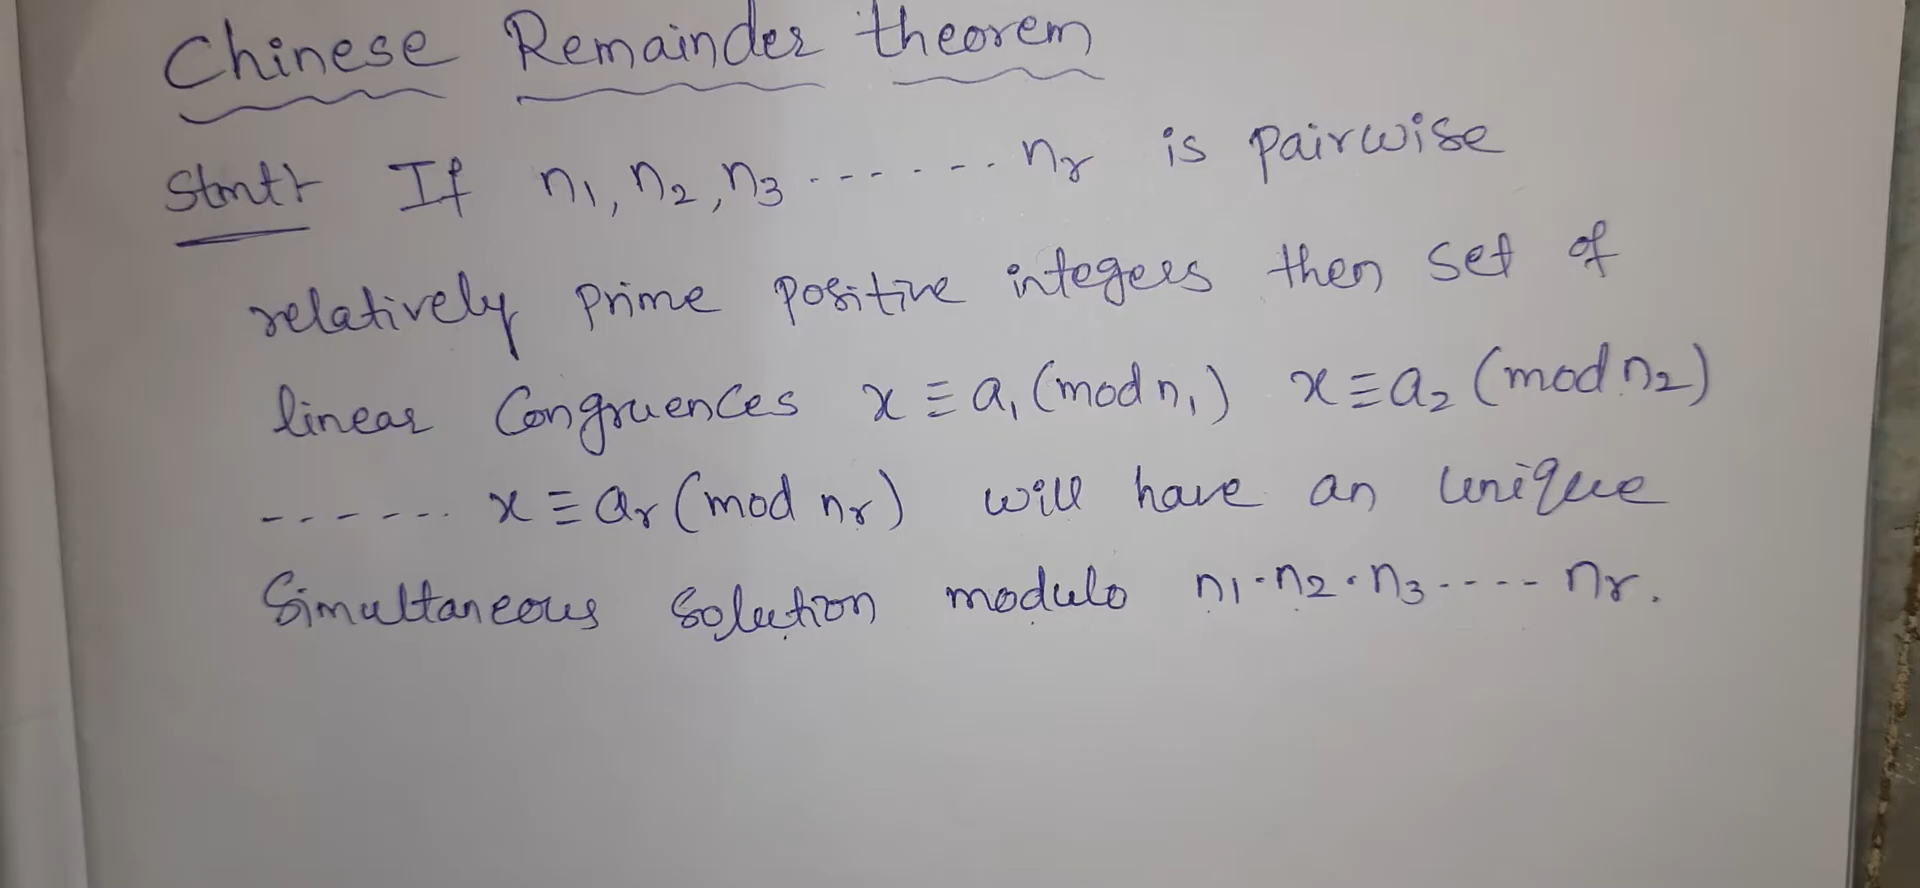 Chinese Remainder theorem
Stmt:- If n₁, n₂, n₃ ------- nᵣ is pairwise
relatively prime positive integers then set of
linear Congruences x ≡ a₁ (mod n₁) x ≡ a₂ (mod n₂)
------- x ≡ aᵣ (mod nᵣ) will have an unique
Simultaneous Solution modulo n₁·n₂·n₃---- nᵣ.